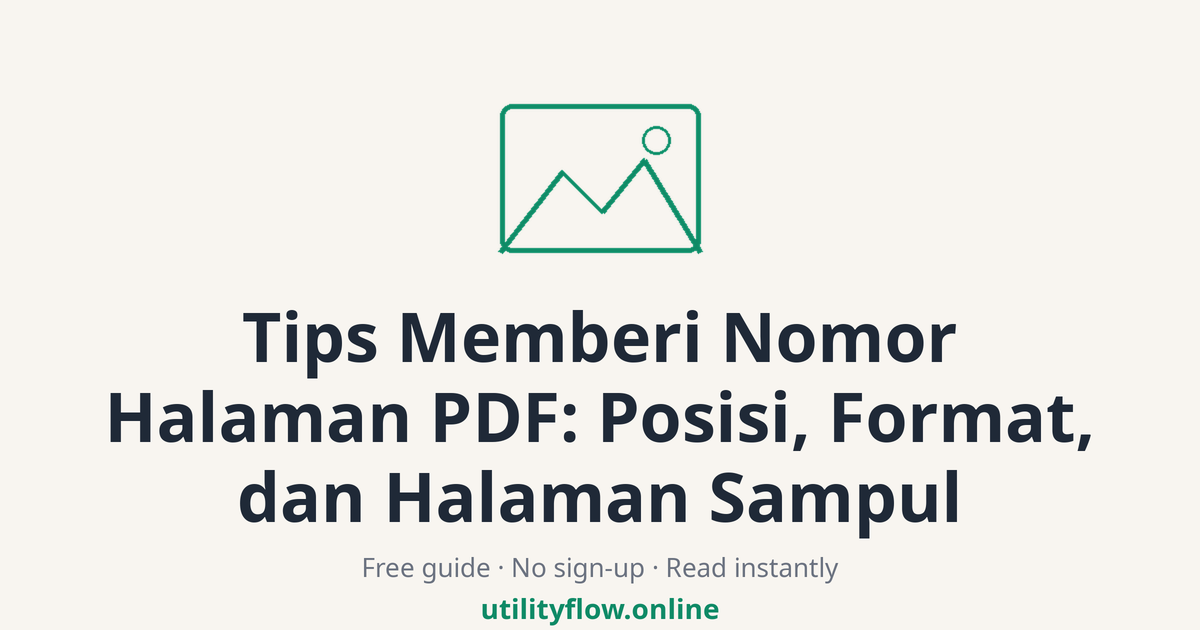 Tips Memberi Nomor
Halaman PDF: Posisi, Format,
dan Halaman Sampul
Free guide · No sign-up · Read instantly
utilityflow.online